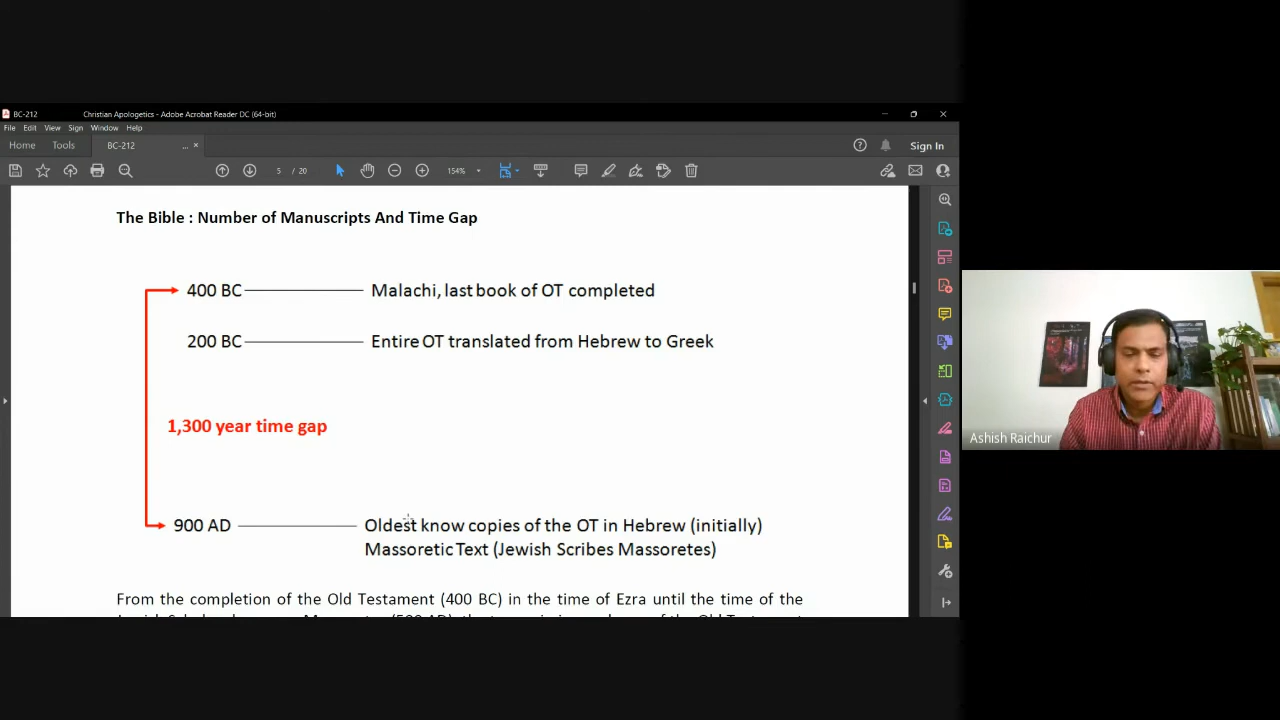 BC-212 Christian Apologetics - Adobe Acrobat Reader DC (64-bit)
File Edit View Sign Window Help
Home Tools BC-212 ... × Sign In
5 / 20 154%
The Bible : Number of Manuscripts And Time Gap
400 BC Malachi, last book of OT completed
200 BC Entire OT translated from Hebrew to Greek
1,300 year time gap
900 AD Oldest know copies of the OT in Hebrew (initially)
Massoretic Text (Jewish Scribes Massoretes)
From the completion of the Old Testament (400 BC) in the time of Ezra until the time of the
Ashish Raichur